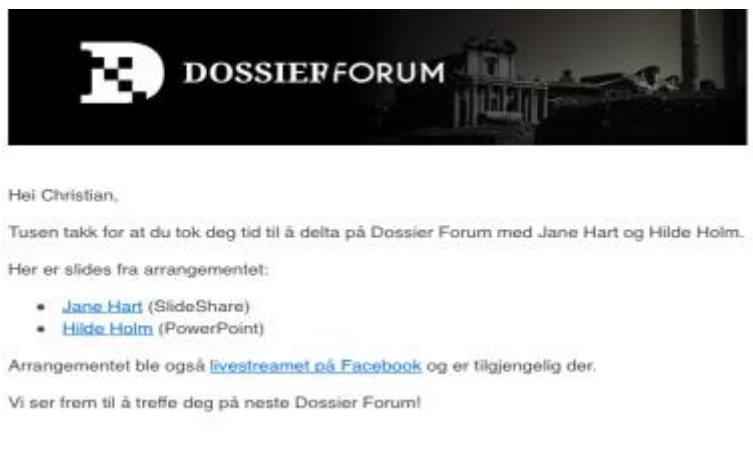 DOSSIER FORUM
Hei Christian,
Tusen takk for at du tok deg tid til å delta på Dossier Forum med Jane Hart og Hilde Holm.
Her er slides fra arrangementet:
• Jane Hart (SlideShare)
• Hilde Holm (PowerPoint)
Arrangementet ble også livestreamet på Facebook og er tilgjengelig der.
Vi ser frem til å treffe deg på neste Dossier Forum!